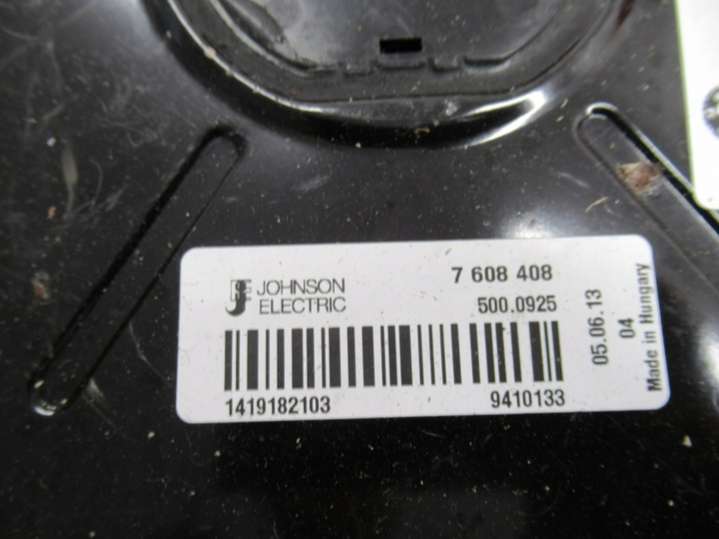 JOHNSON
ELECTRIC
7 608 408
500.0925
1419182103
9410133
05.06.13
04
Made in Hungary